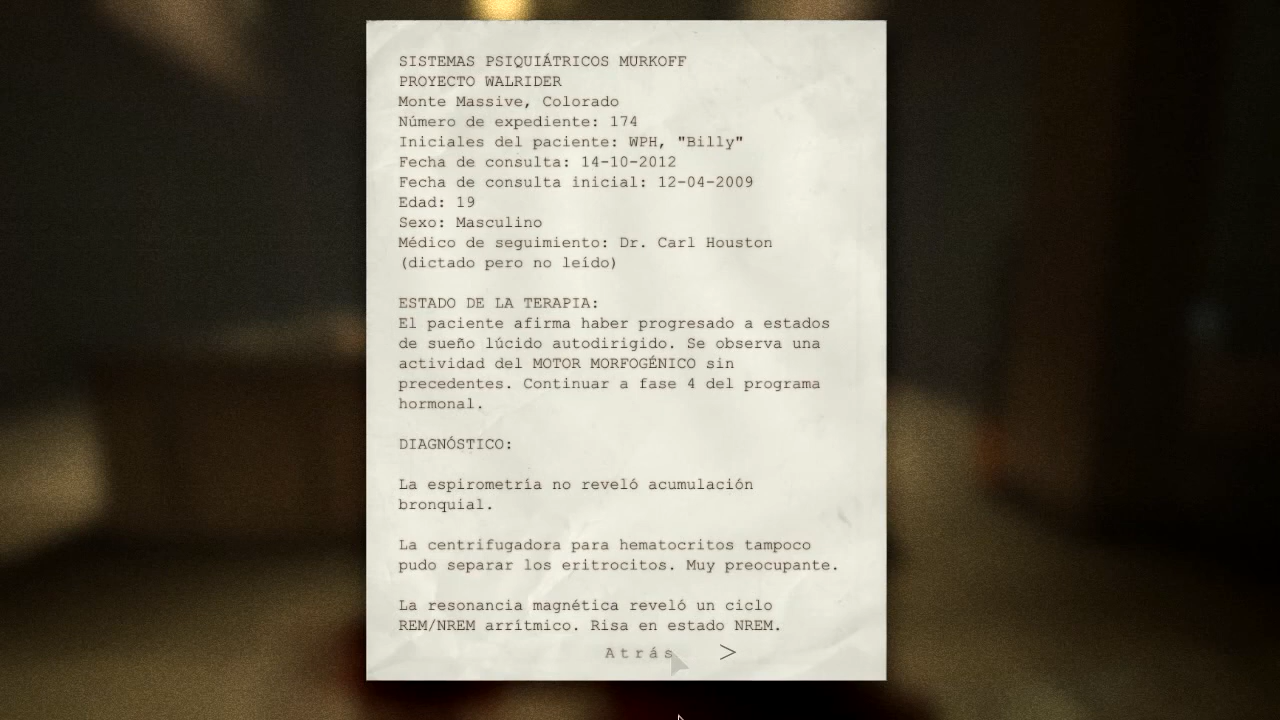 SISTEMAS PSIQUIÁTRICOS MURKOFF
PROYECTO WALRIDER
Monte Massive, Colorado
Número de expediente: 174
Iniciales del paciente: WPH, "Billy"
Fecha de consulta: 14-10-2012
Fecha de consulta inicial: 12-04-2009
Edad: 19
Sexo: Masculino
Médico de seguimiento: Dr. Carl Houston
(dictado pero no leído)
ESTADO DE LA TERAPIA:
El paciente afirma haber progresado a estados
de sueño lúcido autodirigido. Se observa una
actividad del MOTOR MORFOGÉNICO sin
precedentes. Continuar a fase 4 del programa
hormonal.
DIAGNÓSTICO:
La espirometría no reveló acumulación
bronquial.
La centrifugadora para hematocritos tampoco
pudo separar los eritrocitos. Muy preocupante.
La resonancia magnética reveló un ciclo
REM/NREM arrítmico. Risa en estado NREM.
Atrás >